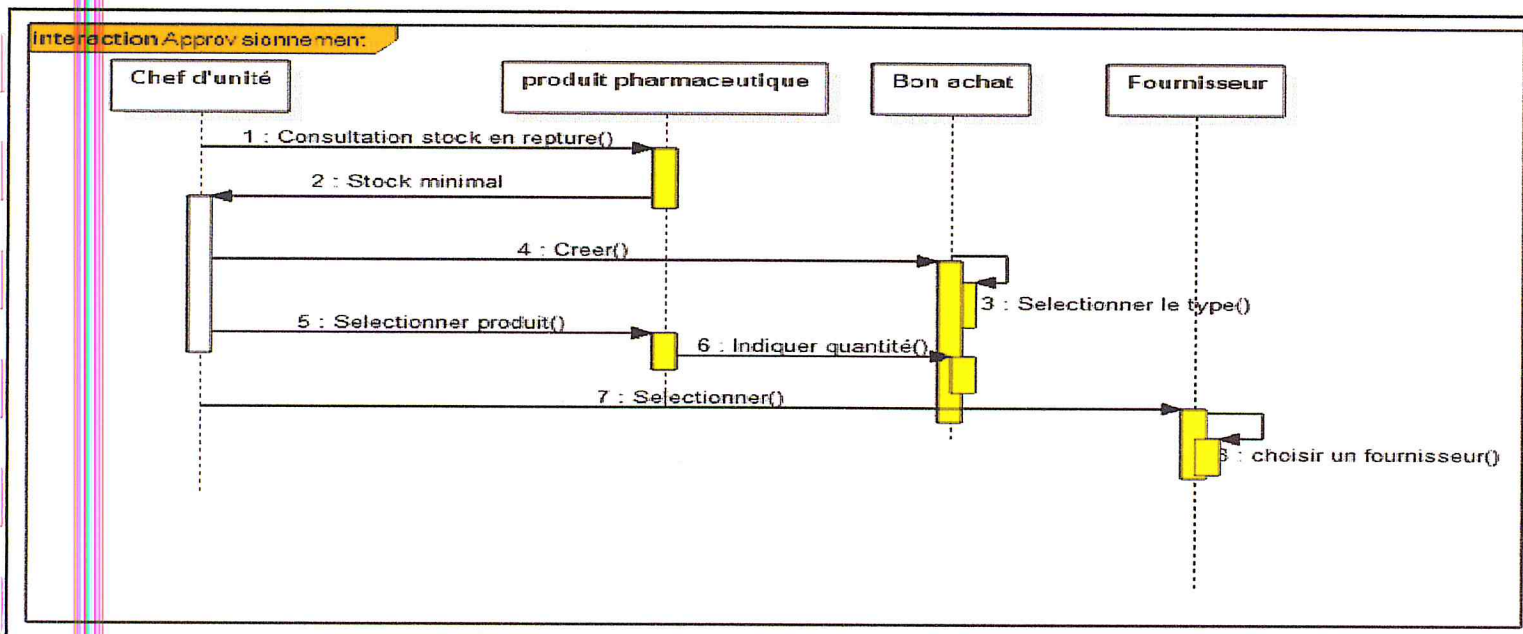 interaction Approvisionnement
Chef d'unité
produit pharmaceutique
Bon achat
Fournisseur
1 : Consultation stock en repture()
2 : Stock minimal
4 : Creer()
3 : Selectionner le type()
5 : Selectionner produit()
6 : Indiquer quantité()
7 : Selectionner()
8 : choisir un fournisseur()